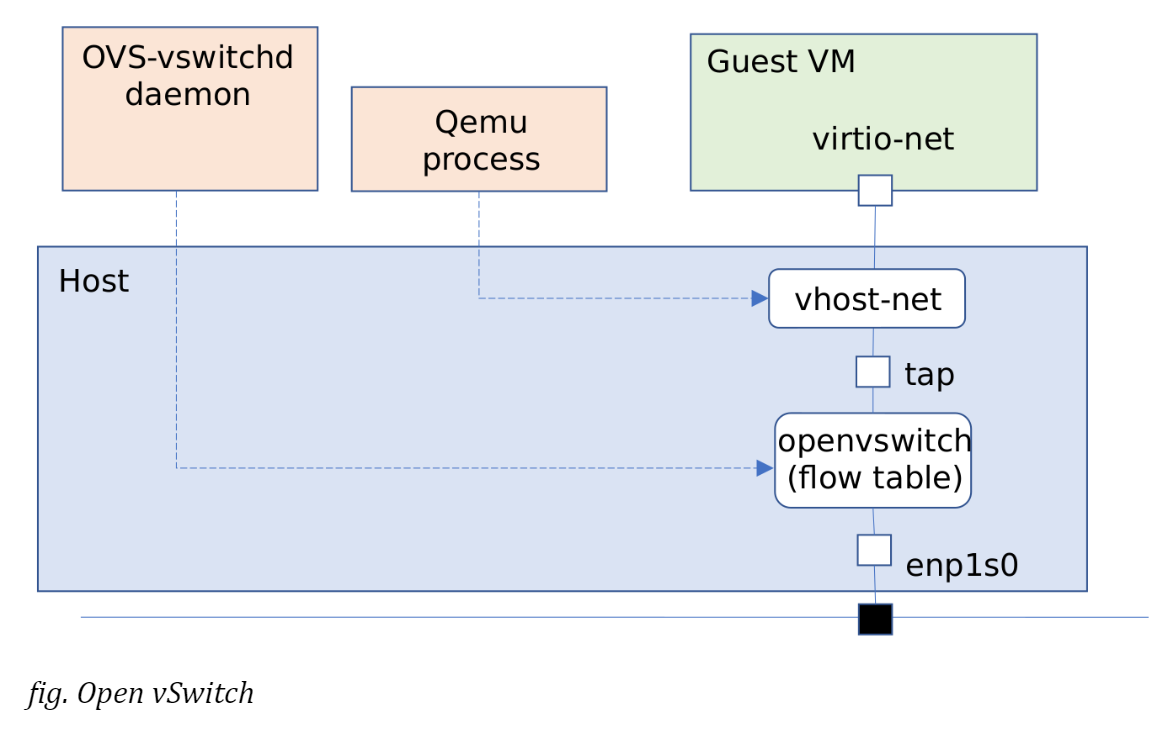 OVS-vswitchd
daemon
Qemu
process
Guest VM
virtio-net
Host
vhost-net
tap
openvswitch
(flow table)
enp1s0
fig. Open vSwitch